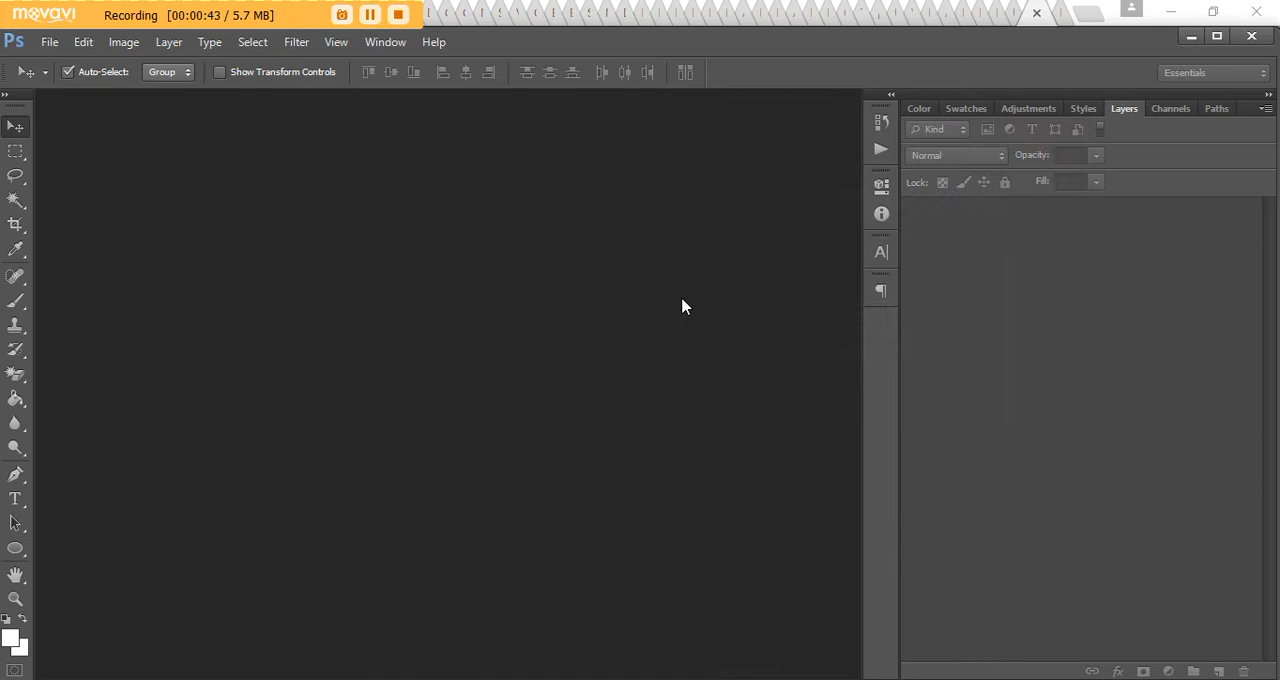 movavi Recording [00:00:43 / 5.7 MB]
Ps File Edit Image Layer Type Select Filter View Window Help
Auto-Select: Group Show Transform Controls Essentials
Color Swatches Adjustments Styles Layers Channels Paths
Kind
Normal Opacity:
Lock: Fill: